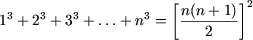 1³ + 2³ + 3³ + … + n³ = [n(n + 1)/2]²